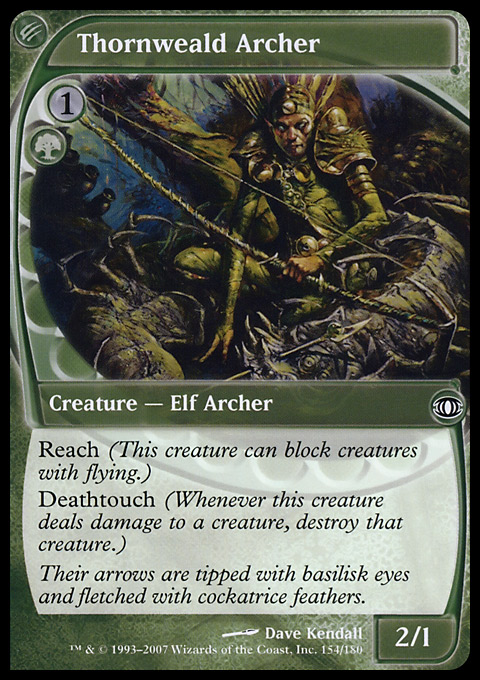 Thornweald Archer
1
Creature — Elf Archer
Reach (This creature can block creatures
with flying.)
Deathtouch (Whenever this creature
deals damage to a creature, destroy that
creature.)
Their arrows are tipped with basilisk eyes
and fletched with cockatrice feathers.
Dave Kendall
™ & © 1993–2007 Wizards of the Coast, Inc. 154/180
2/1